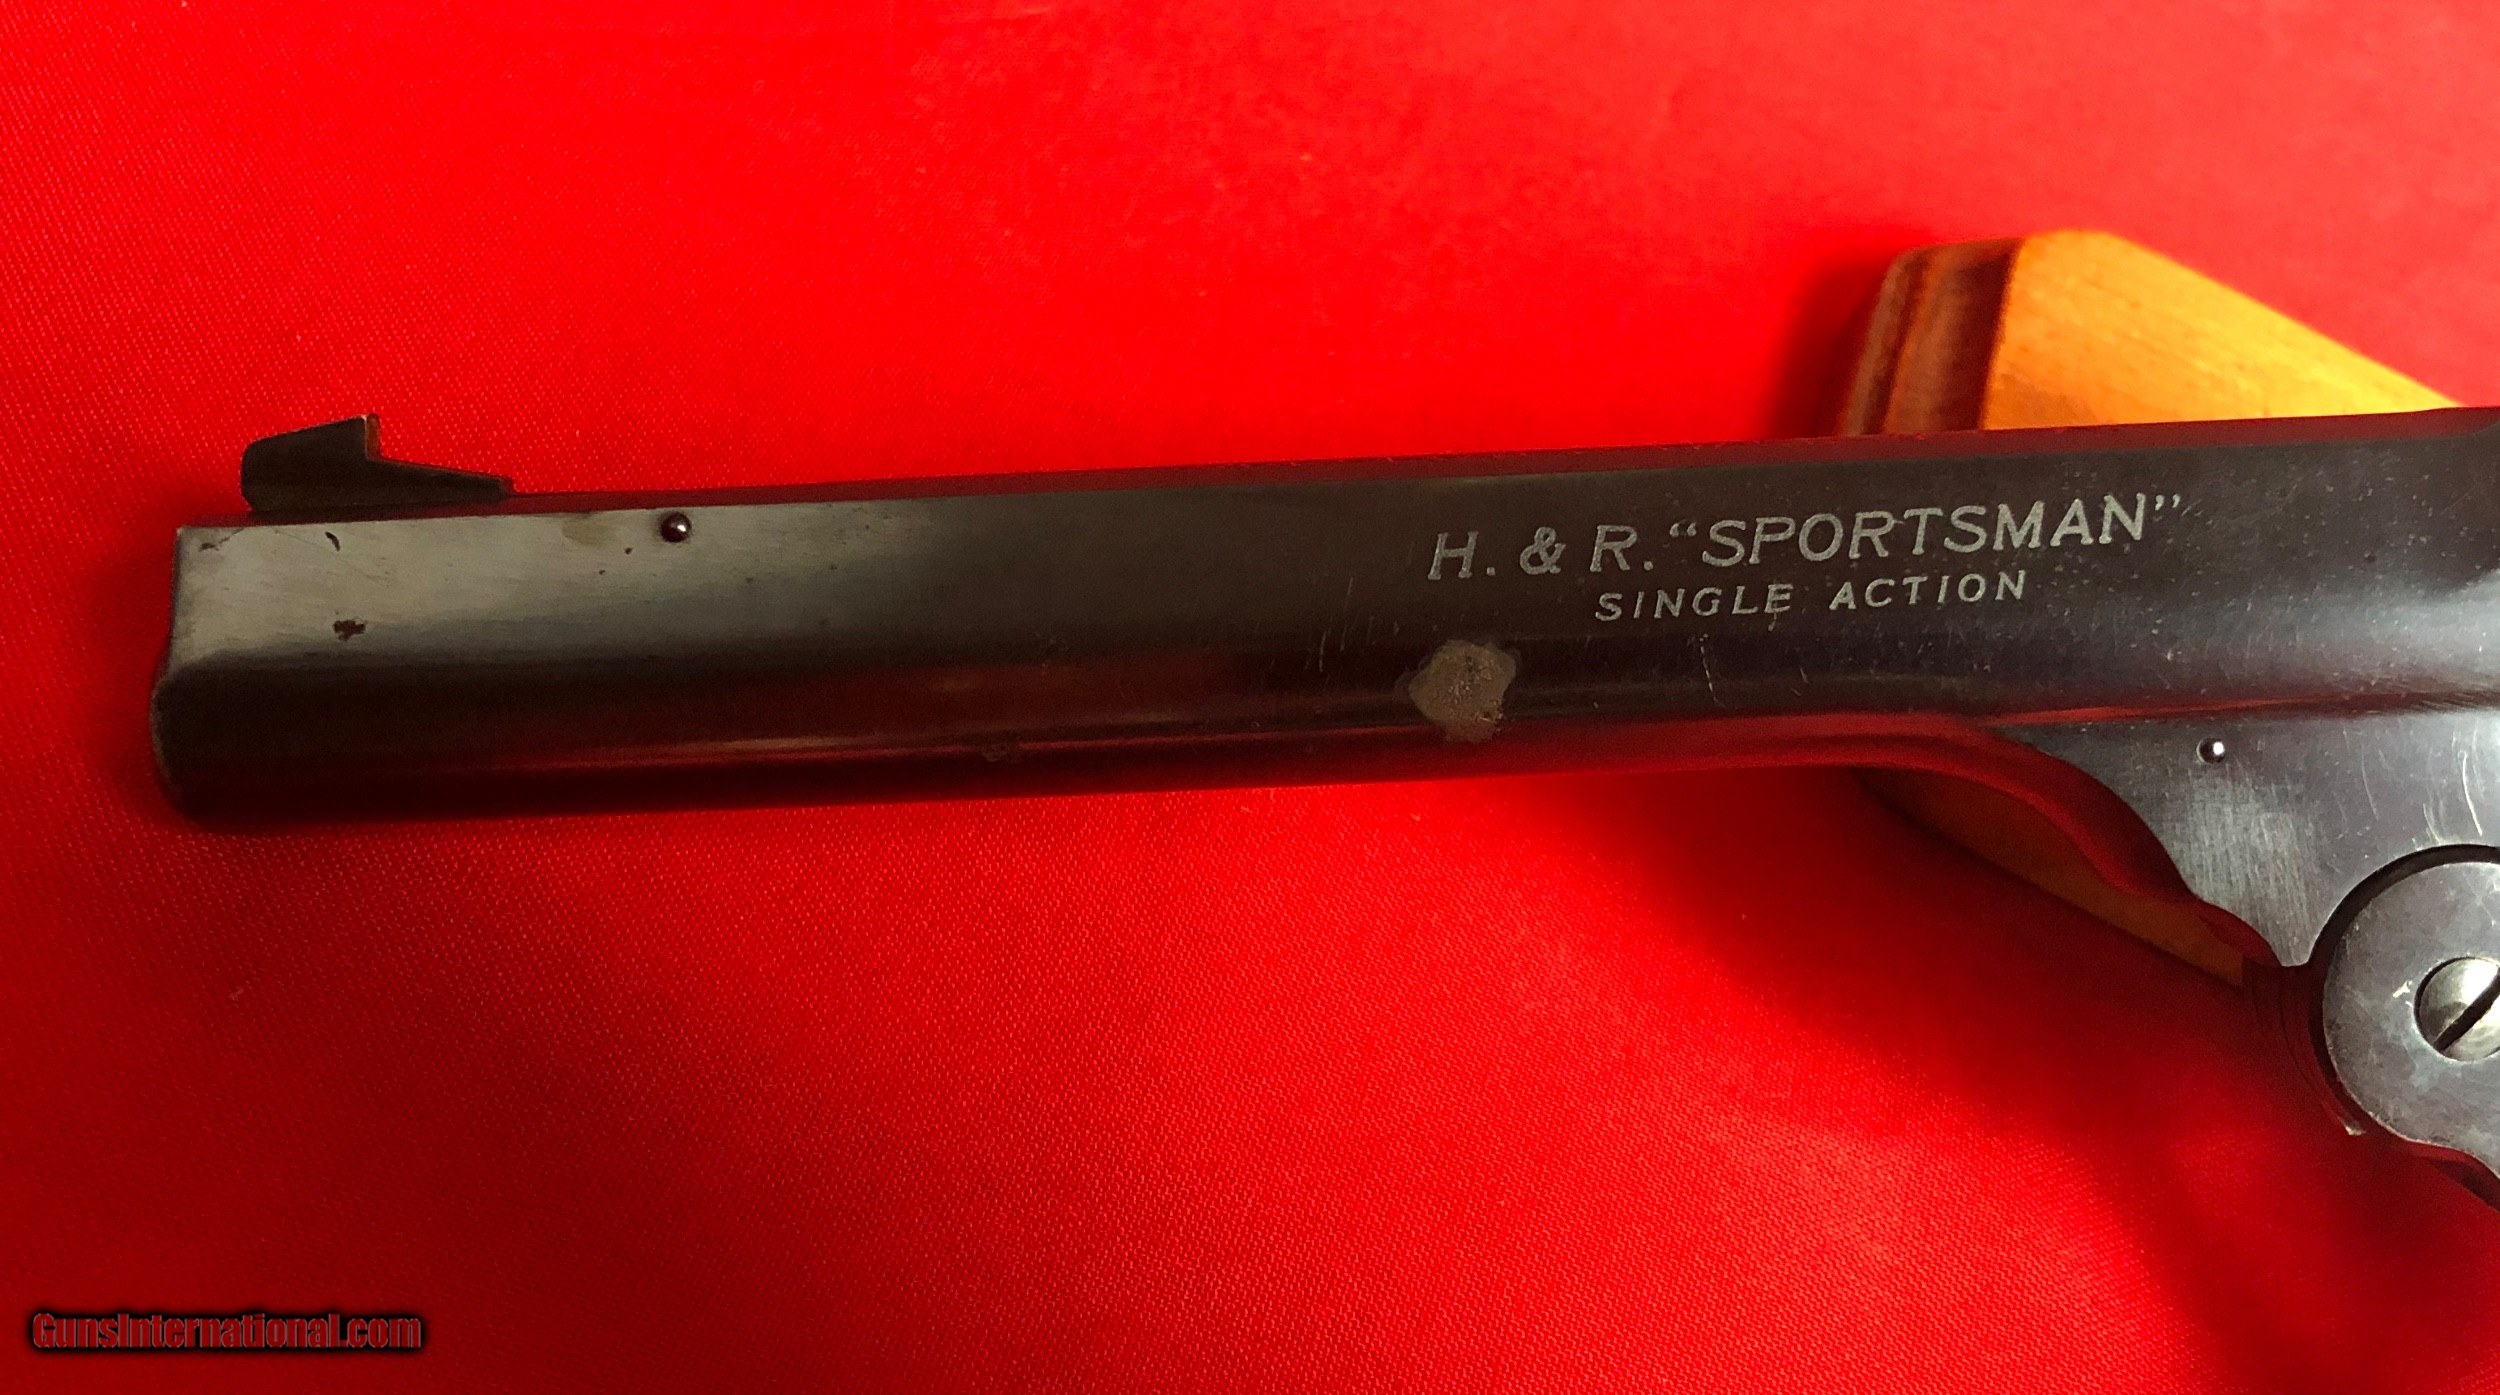 H. & R. “SPORTSMAN”
SINGLE ACTION
GunsInternational.com